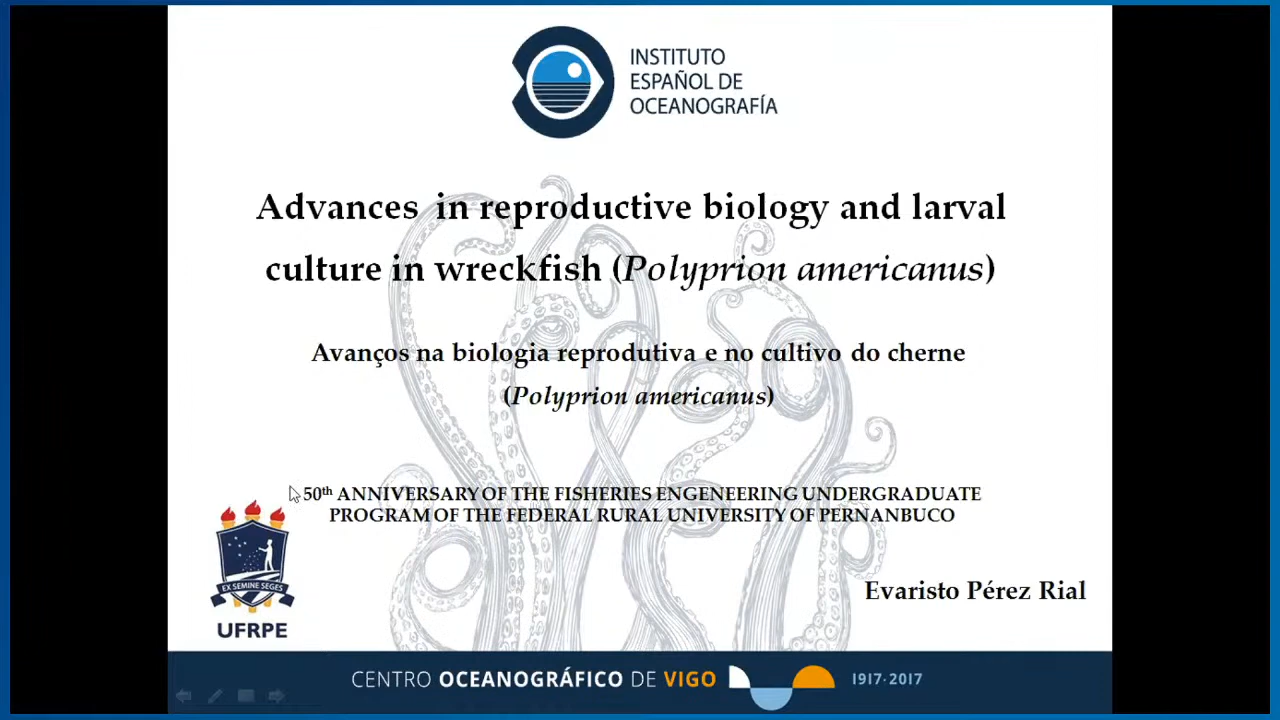 INSTITUTO
ESPAÑOL DE
OCEANOGRAFÍA
Advances in reproductive biology and larval
culture in wreckfish (Polyprion americanus)
Avanços na biologia reprodutiva e no cultivo do cherne
(Polyprion americanus)
50th ANNIVERSARY OF THE FISHERIES ENGENEERING UNDERGRADUATE
PROGRAM OF THE FEDERAL RURAL UNIVERSITY OF PERNANBUCO
EX SEMINE SEGES
UFRPE
Evaristo Pérez Rial
CENTRO OCEANOGRÁFICO DE VIGO 1917·2017